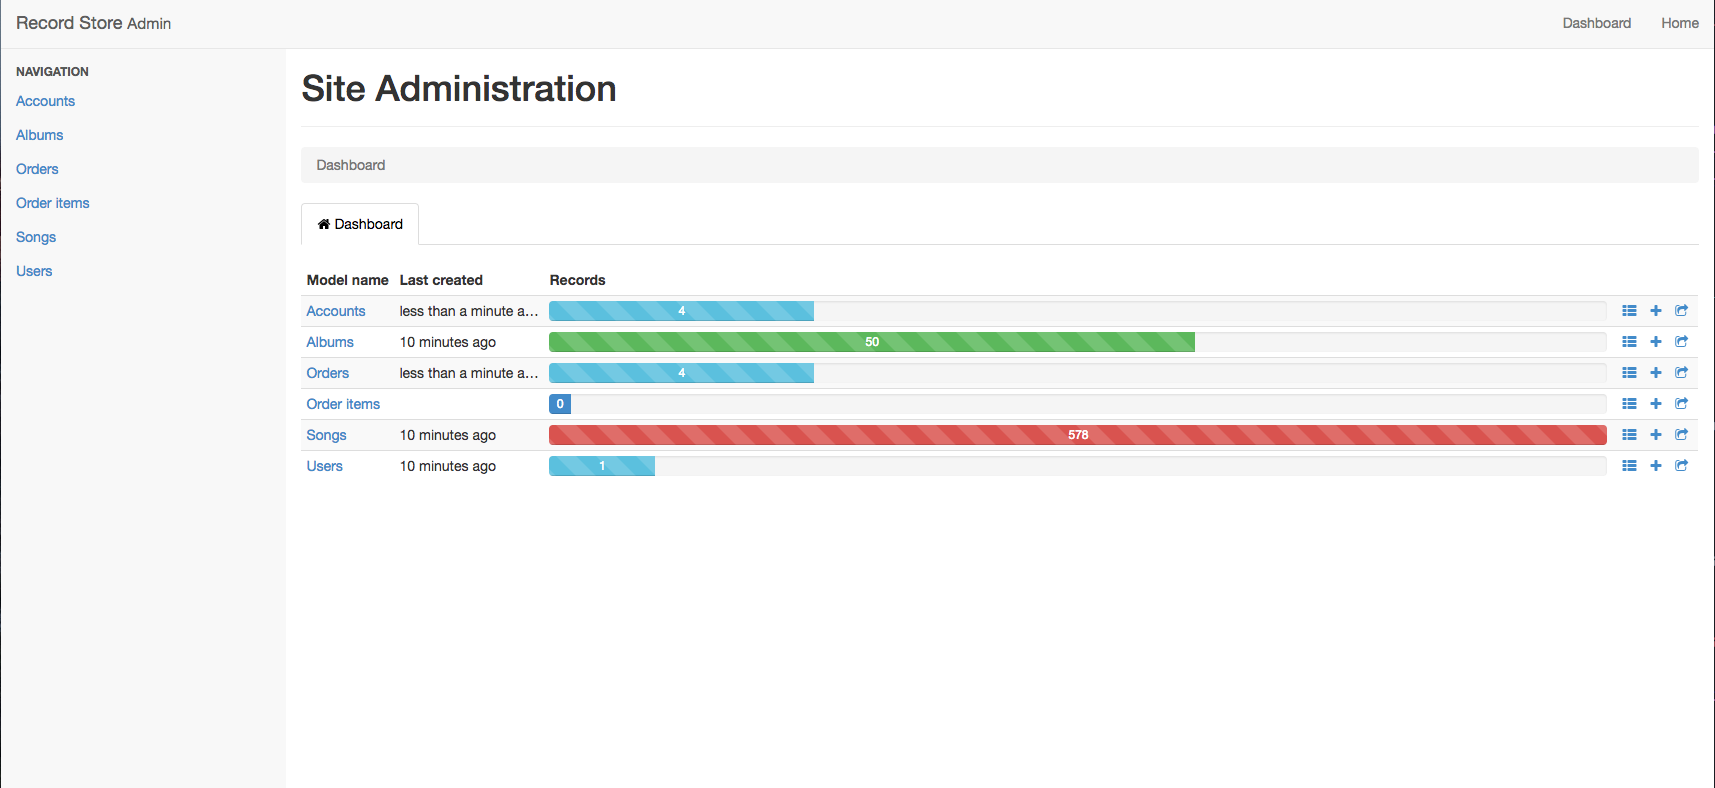 Record Store Admin
Dashboard Home
NAVIGATION
Accounts
Albums
Orders
Order items
Songs
Users
Site Administration
Dashboard
Dashboard
Model name Last created Records
Accounts less than a minute a... 4
Albums 10 minutes ago 50
Orders less than a minute a... 4
Order items 0
Songs 10 minutes ago 578
Users 10 minutes ago 1